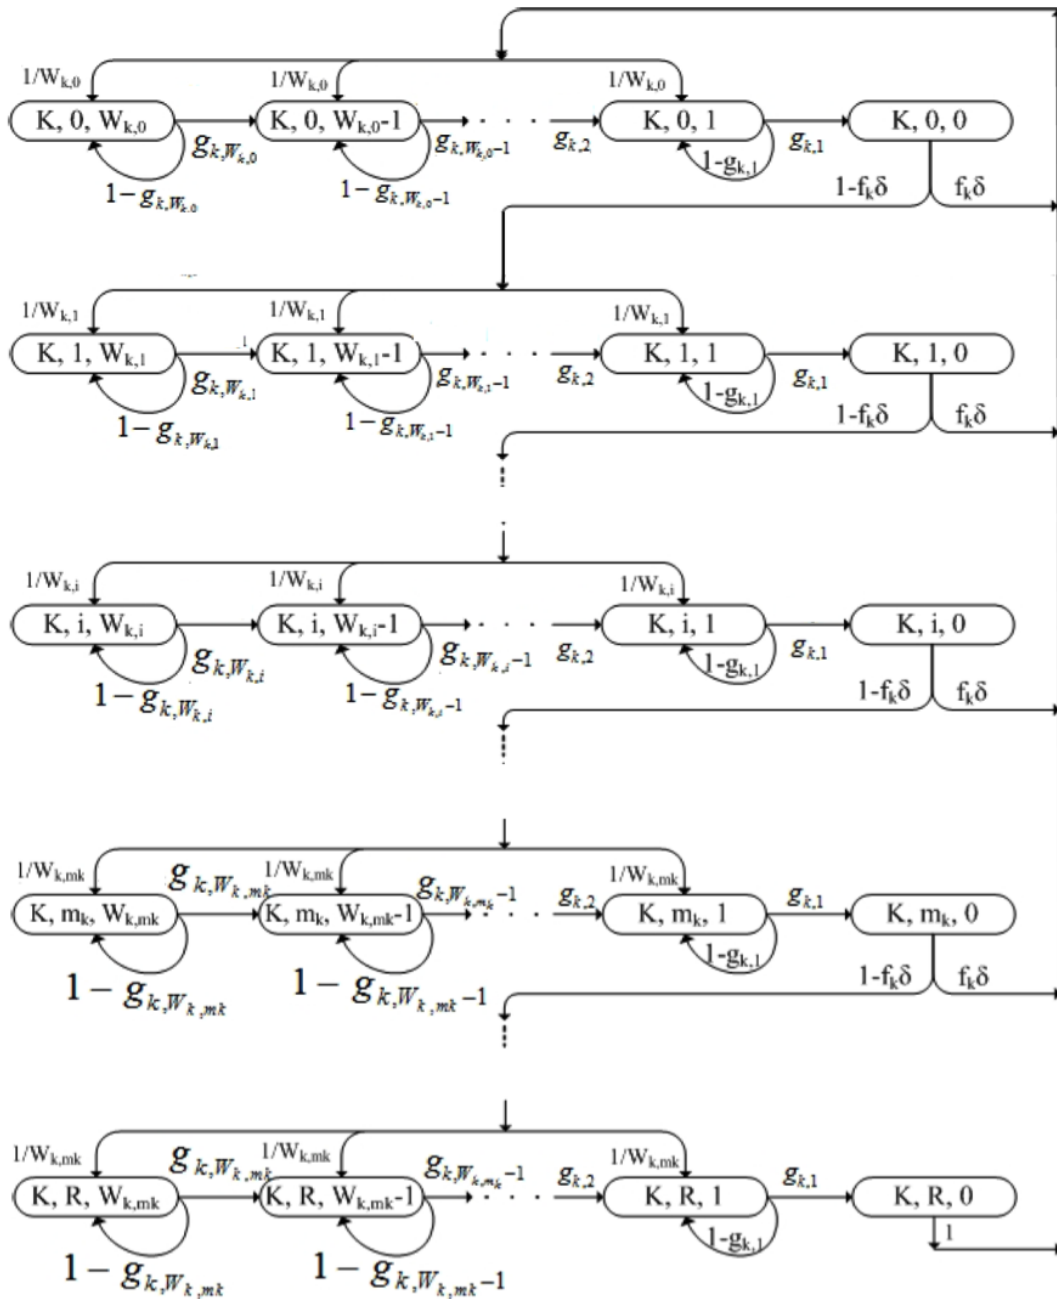 1/W_{k,0} 1/W_{k,0} 1/W_{k,0}
K, 0, W_{k,0} K, 0, W_{k,0}-1 · · · K, 0, 1 K, 0, 0
g_{k,W_{k,0}} g_{k,W_{k,0}-1} g_{k,2} 1-g_{k,1} g_{k,1}
1-g_{k,W_{k,0}} 1-g_{k,W_{k,0}-1} 1-f_kδ f_kδ
1/W_{k,1} 1/W_{k,1} 1/W_{k,1}
K, 1, W_{k,1} K, 1, W_{k,1}-1 · · · K, 1, 1 K, 1, 0
g_{k,W_{k,1}} g_{k,W_{k,1}-1} g_{k,2} 1-g_{k,1} g_{k,1}
1-g_{k,W_{k,1}} 1-g_{k,W_{k,1}-1} 1-f_kδ f_kδ
1/W_{k,i} 1/W_{k,i} 1/W_{k,i}
K, i, W_{k,i} K, i, W_{k,i}-1 · · · K, i, 1 K, i, 0
g_{k,W_{k,i}} g_{k,W_{k,i}-1} g_{k,2} 1-g_{k,1} g_{k,1}
1-g_{k,W_{k,i}} 1-g_{k,W_{k,i}-1} 1-f_kδ f_kδ
1/W_{k,mk} g_{k,W_{k,mk}} 1/W_{k,mk} g_{k,W_{k,m_k}-1} g_{k,2} 1/W_{k,mk} g_{k,1}
K, m_k, W_{k,mk} K, m_k, W_{k,mk}-1 · · · K, m_k, 1 K, m_k, 0
1-g_{k,1}
1-g_{k,W_{k,mk}} 1-g_{k,W_{k,mk}-1} 1-f_kδ f_kδ
1/W_{k,mk} g_{k,W_{k,mk}} 1/W_{k,mk} g_{k,W_{k,m_k}-1} g_{k,2} 1/W_{k,mk} g_{k,1}
K, R, W_{k,mk} K, R, W_{k,mk}-1 · · · K, R, 1 K, R, 0
1-g_{k,1} 1
1-g_{k,W_{k,mk}} 1-g_{k,W_{k,mk}-1}